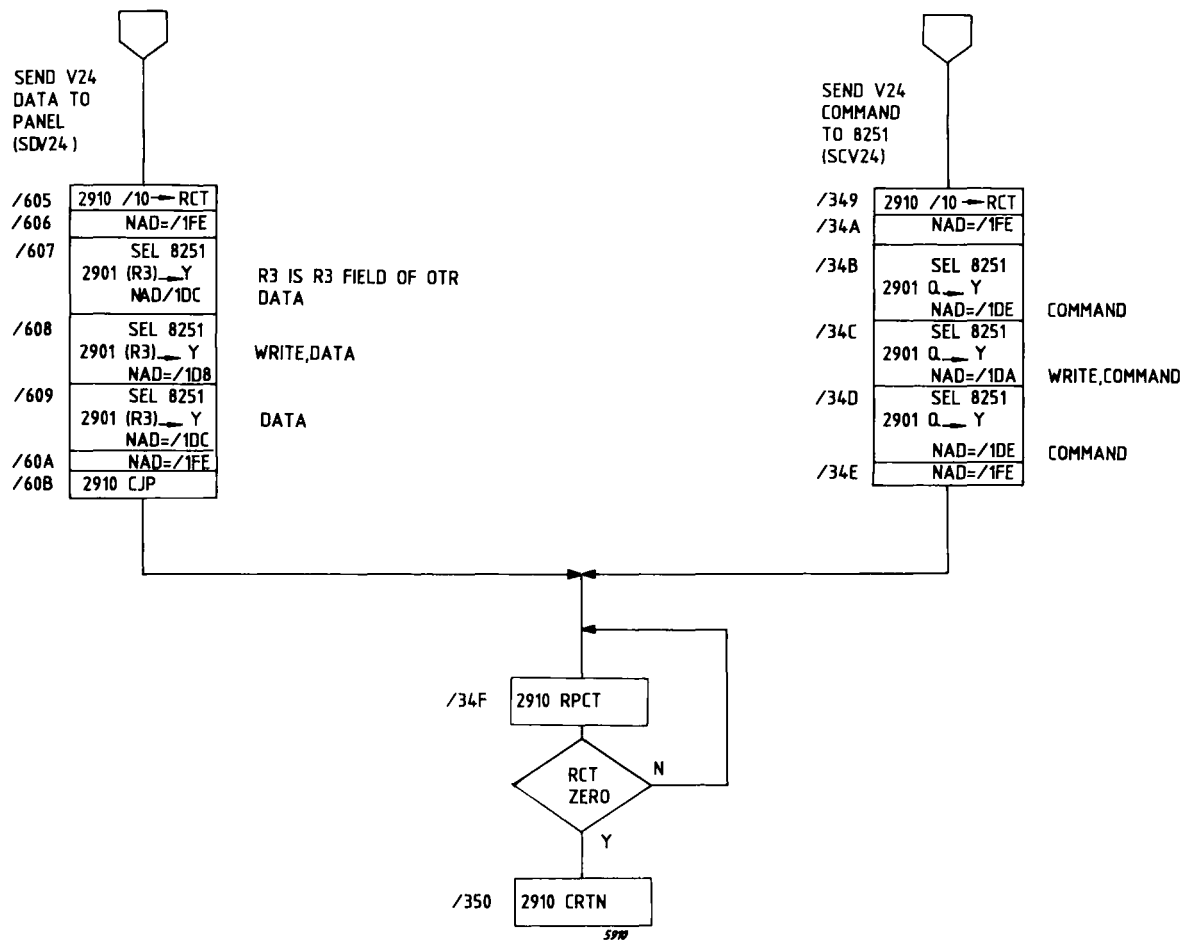 SEND V24
DATA TO
PANEL
(SDV24)
/605 2910 /10→RCT
/606 NAD=/1FE
/607 SEL 8251
2901 (R3)→Y
NAD/1DC
R3 IS R3 FIELD OF OTR
DATA
/608 SEL 8251
2901 (R3)→Y WRITE,DATA
NAD=/1D8
/609 SEL 8251
2901 (R3)→Y DATA
NAD=/1DC
/60A NAD=/1FE
/60B 2910 CJP
SEND V24
COMMAND
TO 8251
(SCV24)
/349 2910 /10→RCT
/34A NAD=/1FE
/34B SEL 8251
2901 Q→Y
NAD=/1DE COMMAND
/34C SEL 8251
2901 Q→Y
NAD=/1DA WRITE,COMMAND
/34D SEL 8251
2901 Q→Y
NAD=/1DE COMMAND
/34E NAD=/1FE
/34F 2910 RPCT
RCT
ZERO
N
Y
/350 2910 CRTN
5910